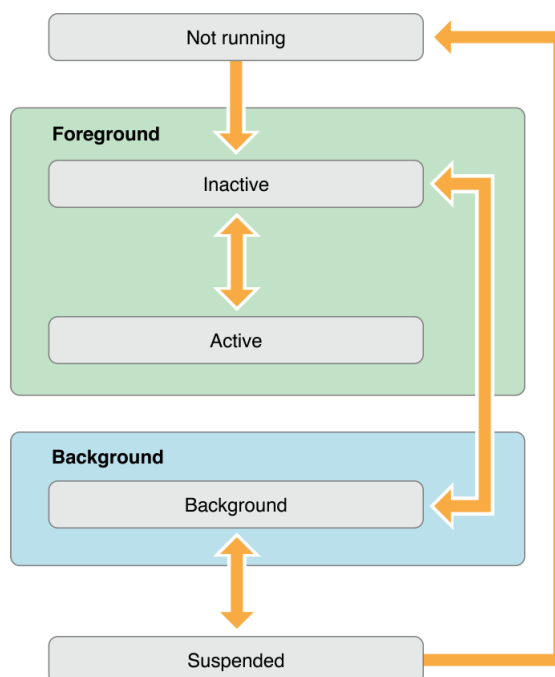 Not running
Foreground
Inactive
Active
Background
Background
Suspended